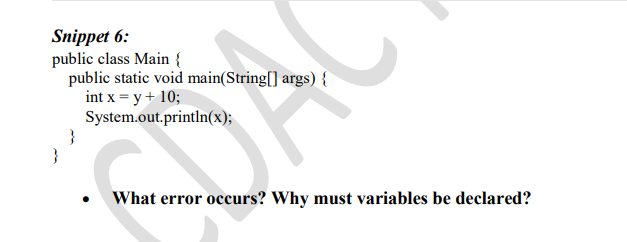 Snippet 6:
public class Main {
public static void main(String[] args) {
int x = y + 10;
System.out.println(x);
}
}
• What error occurs? Why must variables be declared?
CDAC